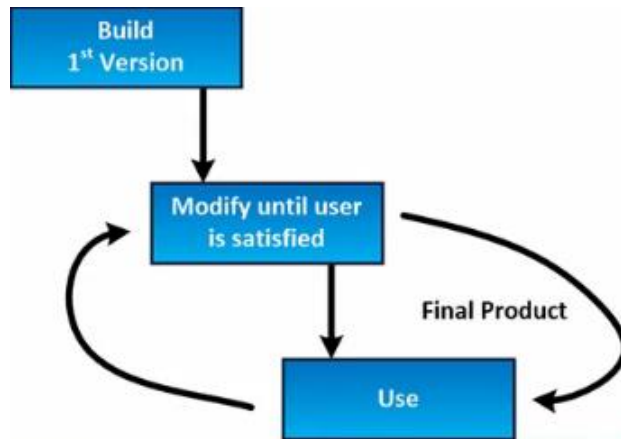 Build
1st Version
Modify until user
is satisfied
Final Product
Use